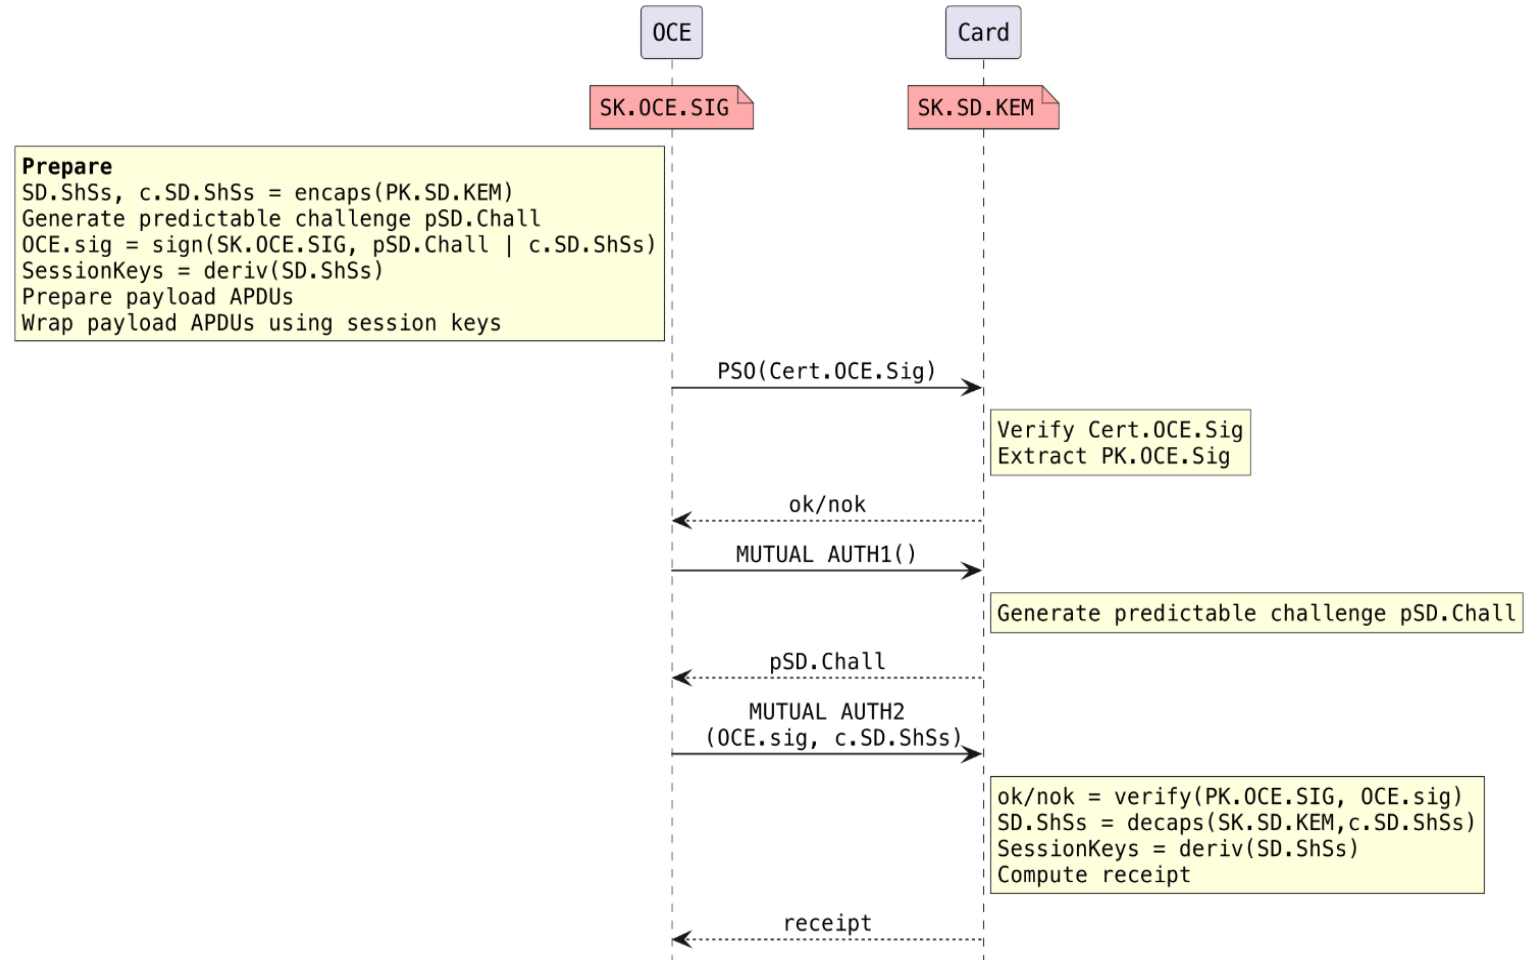 OCE
Card
SK.OCE.SIG
SK.SD.KEM
Prepare
SD.ShSs, c.SD.ShSs = encaps(PK.SD.KEM)
Generate predictable challenge pSD.Chall
OCE.sig = sign(SK.OCE.SIG, pSD.Chall | c.SD.ShSs)
SessionKeys = deriv(SD.ShSs)
Prepare payload APDUs
Wrap payload APDUs using session keys
PSO(Cert.OCE.Sig)
Verify Cert.OCE.Sig
Extract PK.OCE.Sig
ok/nok
MUTUAL AUTH1()
Generate predictable challenge pSD.Chall
pSD.Chall
MUTUAL AUTH2
(OCE.sig, c.SD.ShSs)
ok/nok = verify(PK.OCE.SIG, OCE.sig)
SD.ShSs = decaps(SK.SD.KEM,c.SD.ShSs)
SessionKeys = deriv(SD.ShSs)
Compute receipt
receipt